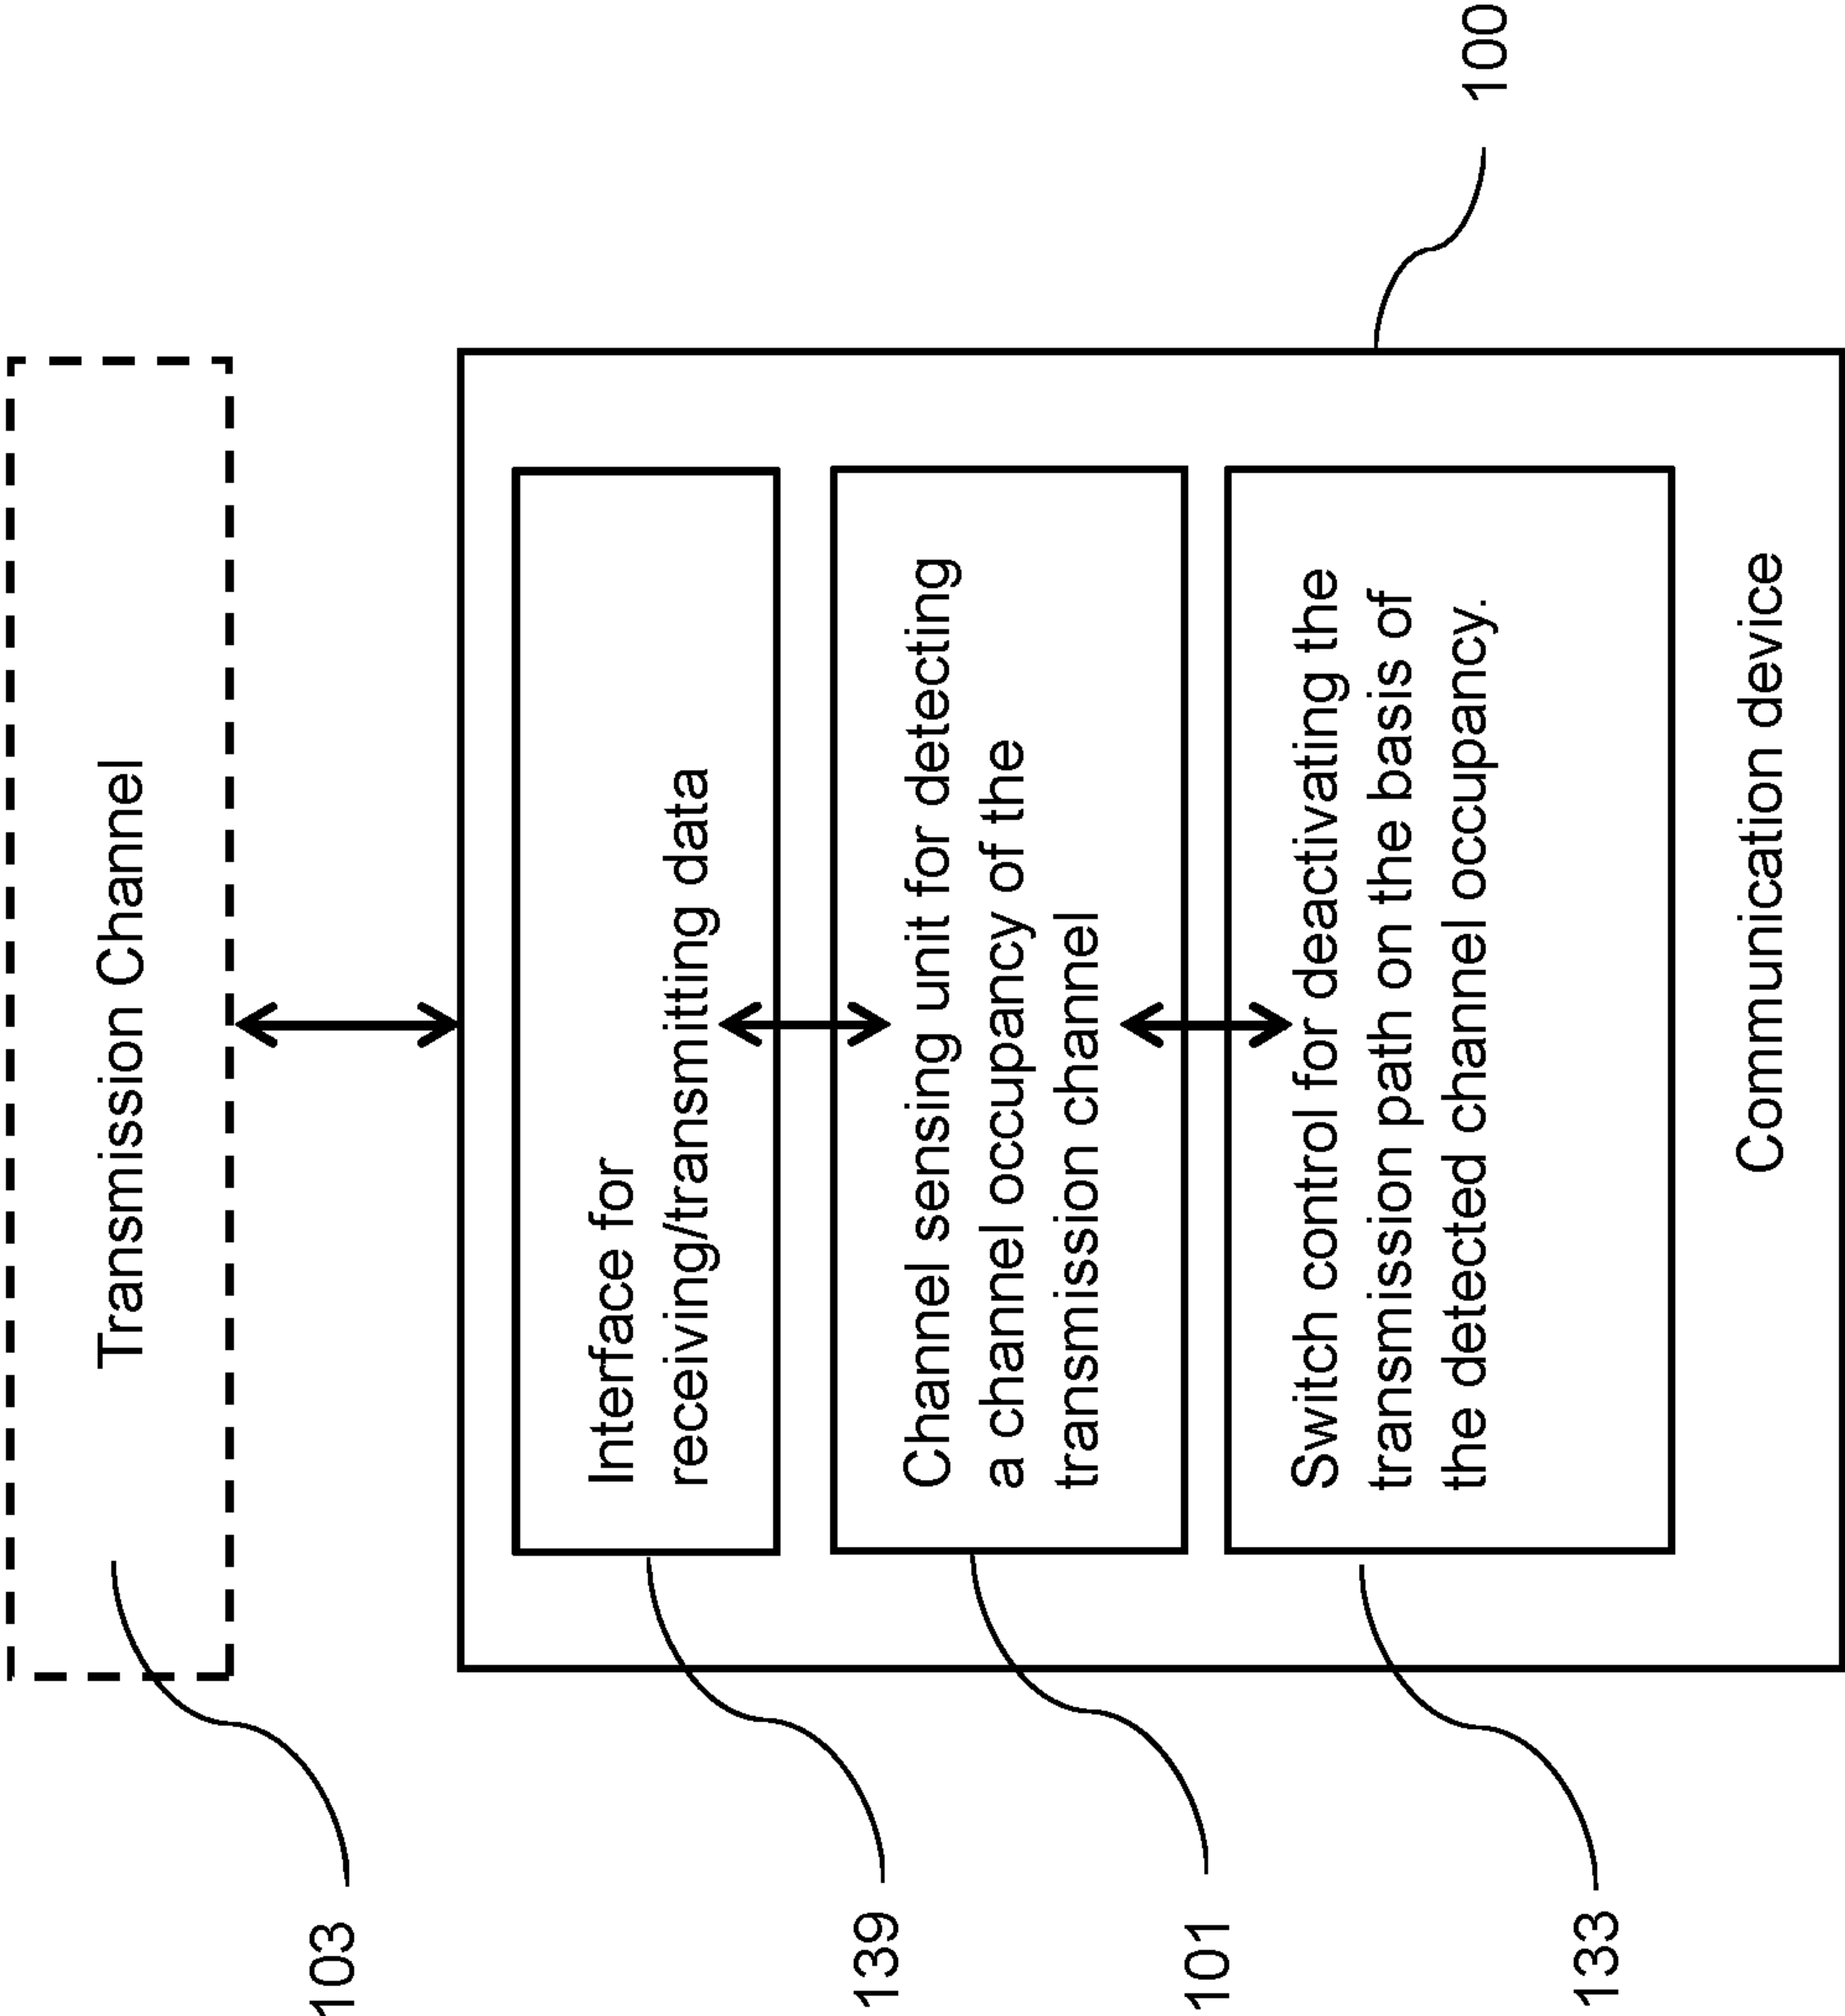 Transmission Channel
103
Interface for
receiving/transmitting data
139
Channel sensing unit for detecting
a channel occupancy of the
transmission channel
101
Switch control for deactivating the
transmission path on the basis of
the detected channel occupancy.
133
Communication device
100